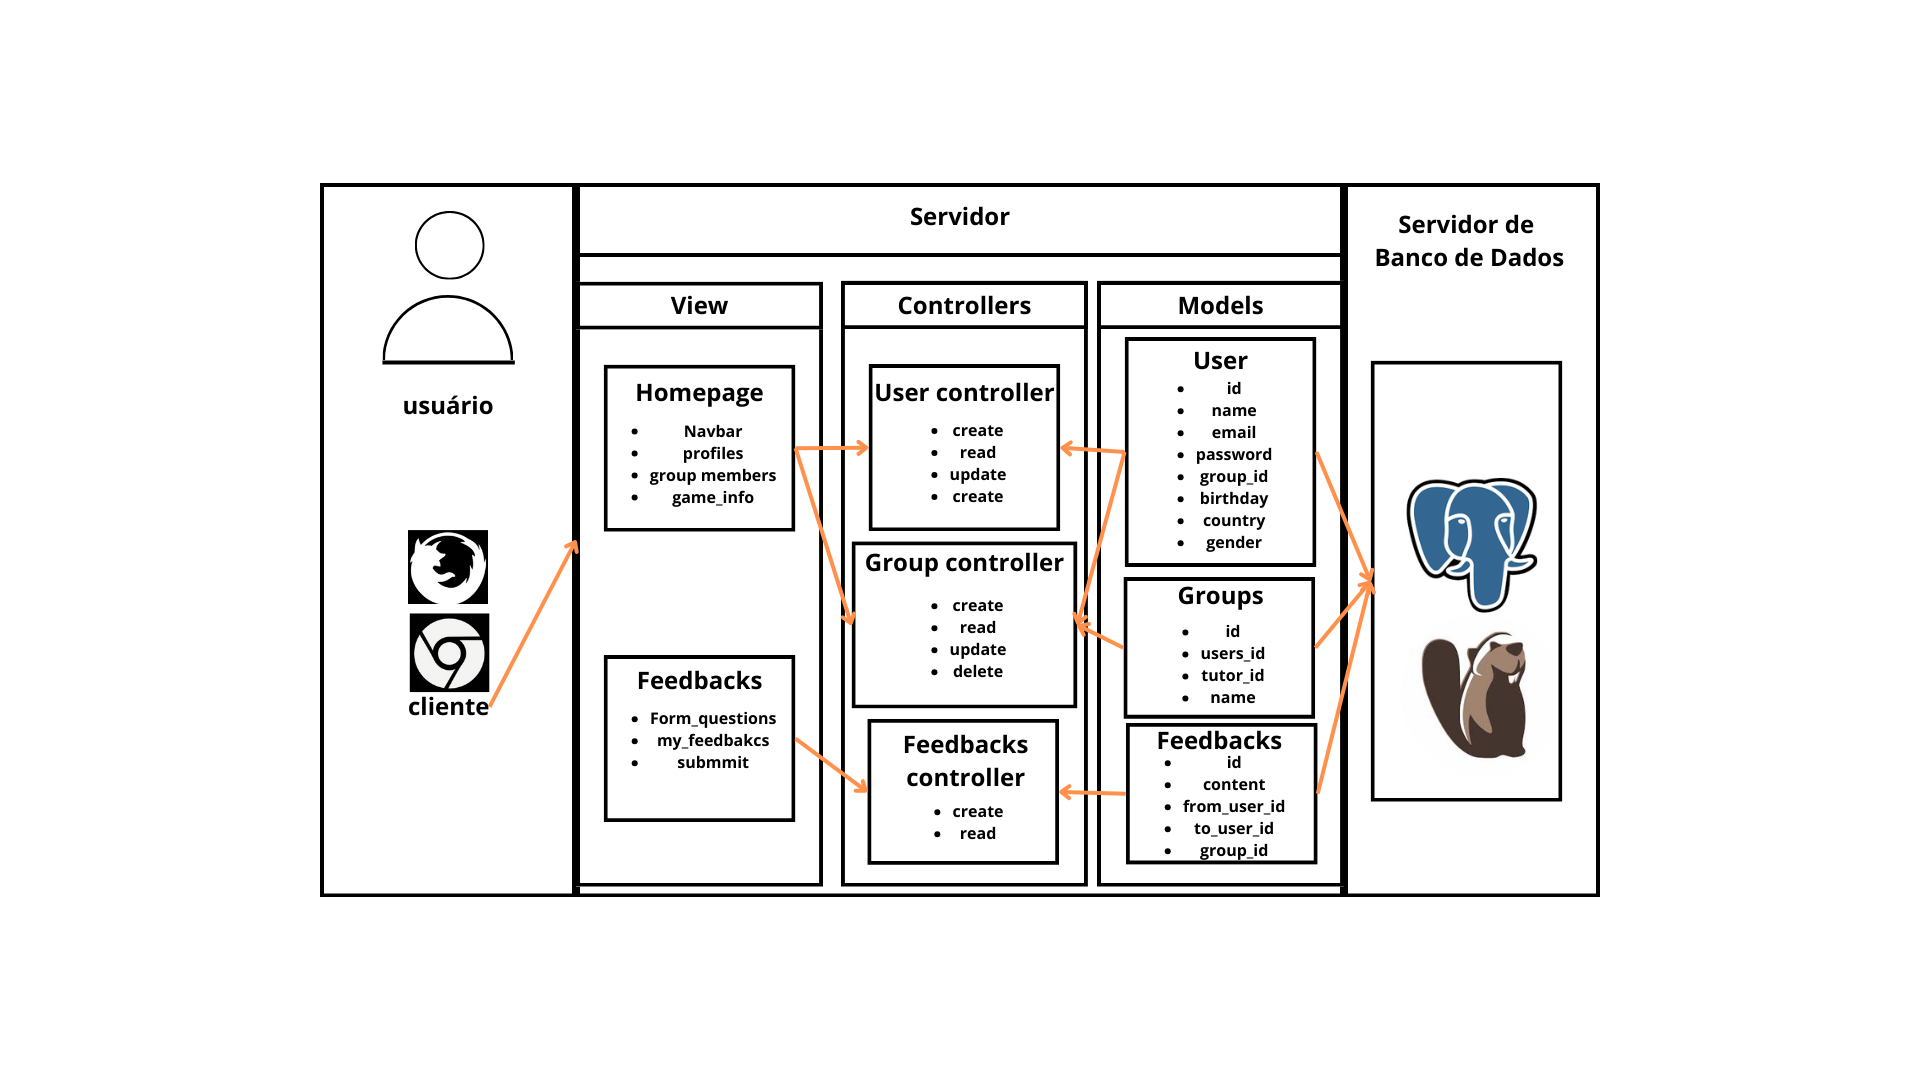 usuário
cliente
Servidor
View
Homepage
• Navbar
• profiles
• group members
• game_info
Feedbacks
• Form_questions
• my_feedbakcs
• submmit
Controllers
User controller
• create
• read
• update
• create
Group controller
• create
• read
• update
• delete
Feedbacks
controller
• create
• read
Models
User
• id
• name
• email
• password
• group_id
• birthday
• country
• gender
Groups
• id
• users_id
• tutor_id
• name
Feedbacks
• id
• content
• from_user_id
• to_user_id
• group_id
Servidor de
Banco de Dados